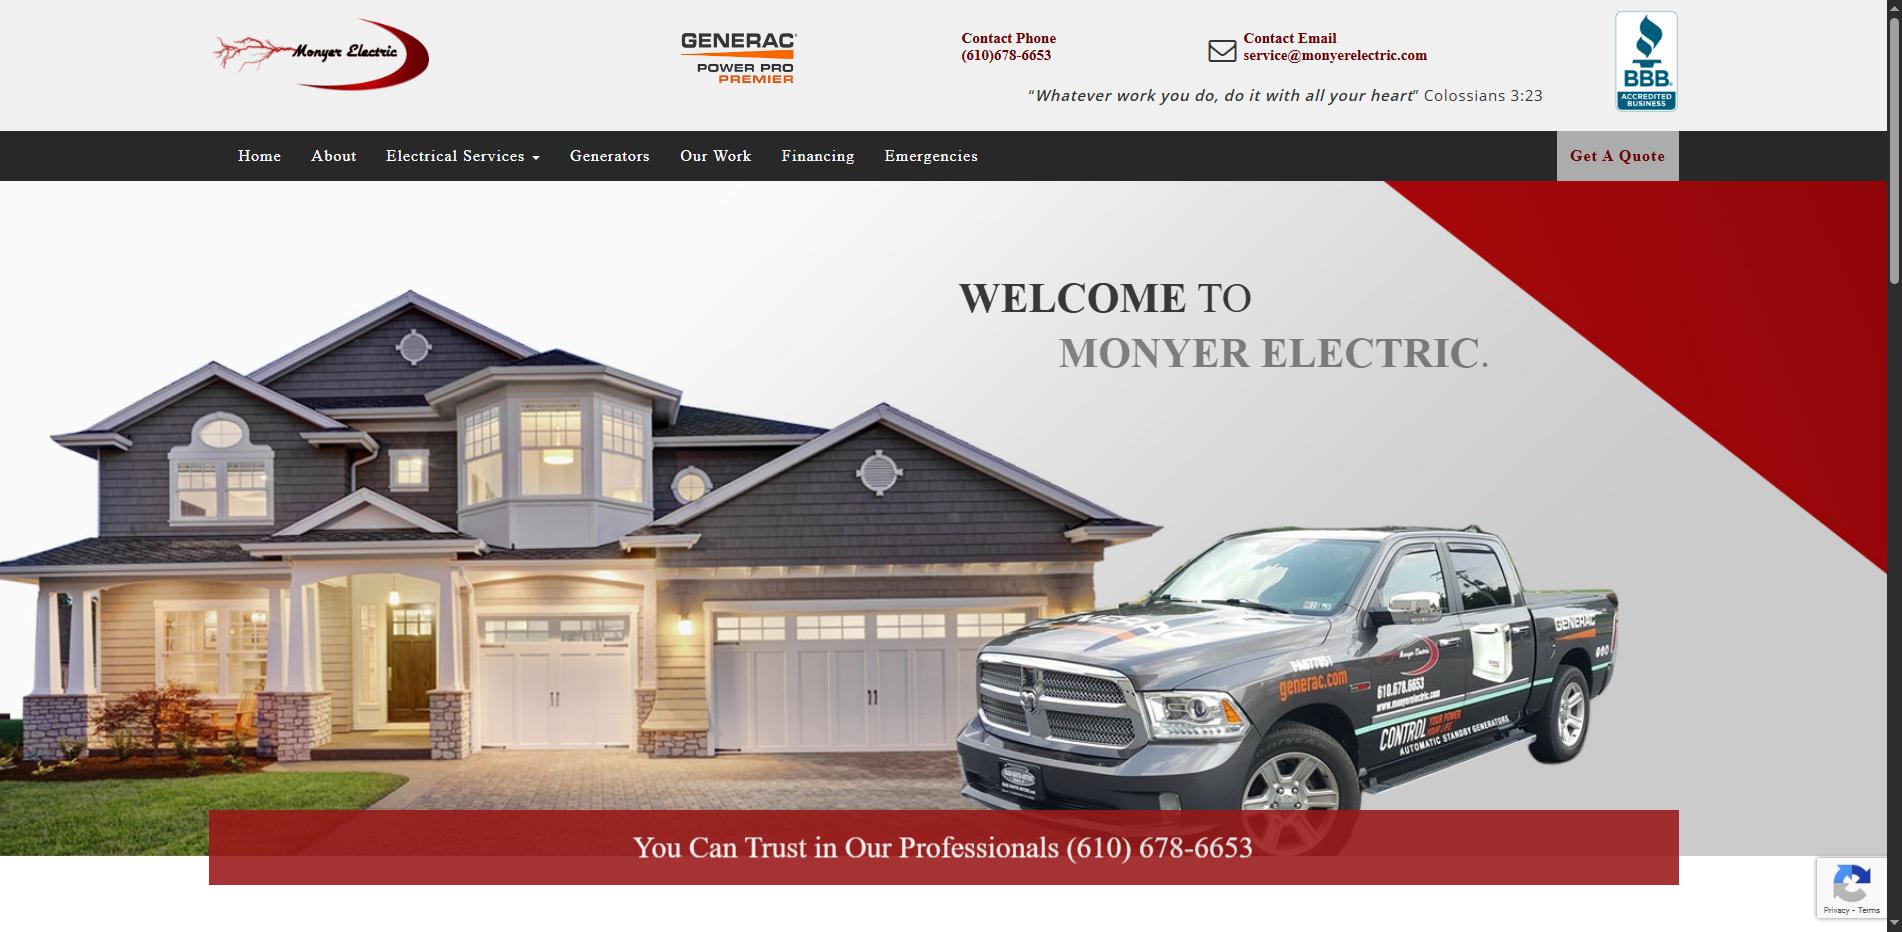 Monyer Electric
GENERAC
POWER PRO
PREMIER
Contact Phone
(610)678-6653
Contact Email
service@monyerelectric.com
“Whatever work you do, do it with all your heart” Colossians 3:23
BBB.
ACCREDITED
BUSINESS
Home
About
Electrical Services
Generators
Our Work
Financing
Emergencies
Get A Quote
WELCOME TO
MONYER ELECTRIC.
GENERAC
GENERAC
PA077051
generac.com
Monyer Electric
610.678.6653
www.monyerelectric.com
CONTROL YOUR POWER.
YOUR LIFE.
AUTOMATIC STANDBY GENERATORS
You Can Trust in Our Professionals (610) 678-6653
Privacy - Terms